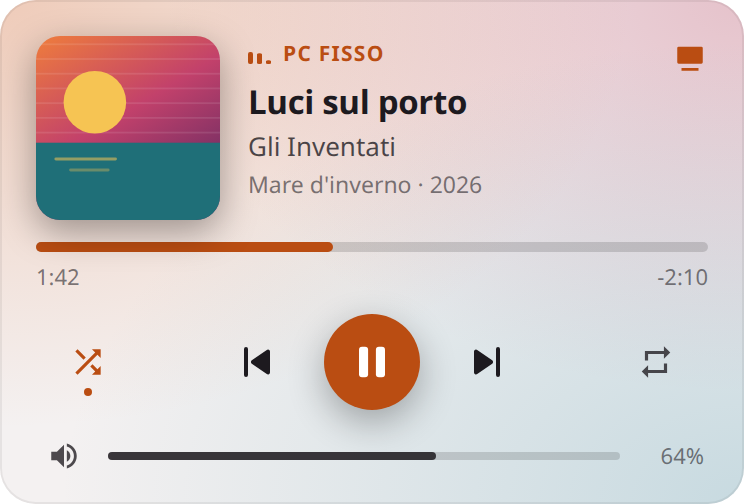 PC FISSO
Luci sul porto
Gli Inventati
Mare d'inverno · 2026
1:42
-2:10
64%